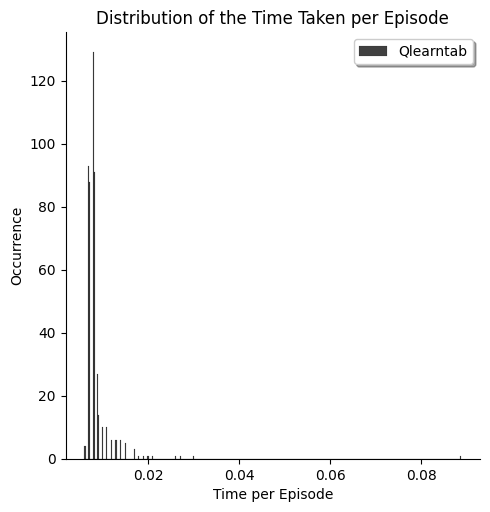 Distribution of the Time Taken per Episode
Qlearntab
120
100
80
60
40
20
0
Occurrence
0.02 0.04 0.06 0.08
Time per Episode